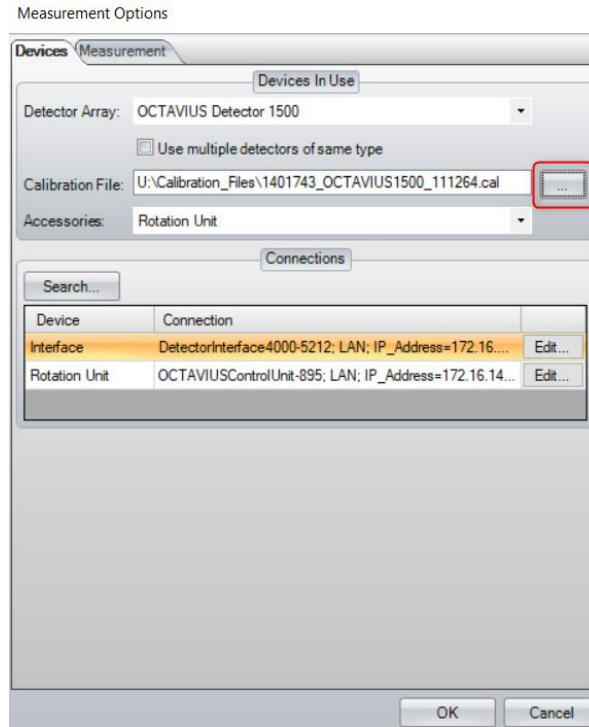 Measurement Options
Devices Measurement
Devices In Use
Detector Array: OCTAVIUS Detector 1500
Use multiple detectors of same type
Calibration File: U:\Calibration_Files\1401743_OCTAVIUS1500_111264.cal ...
Accessories: Rotation Unit
Connections
Search...
Device Connection
Interface DetectorInterface4000-5212; LAN; IP_Address=172.16.... Edit...
Rotation Unit OCTAVIUSControlUnit-895; LAN; IP_Address=172.16.14... Edit...
OK Cancel